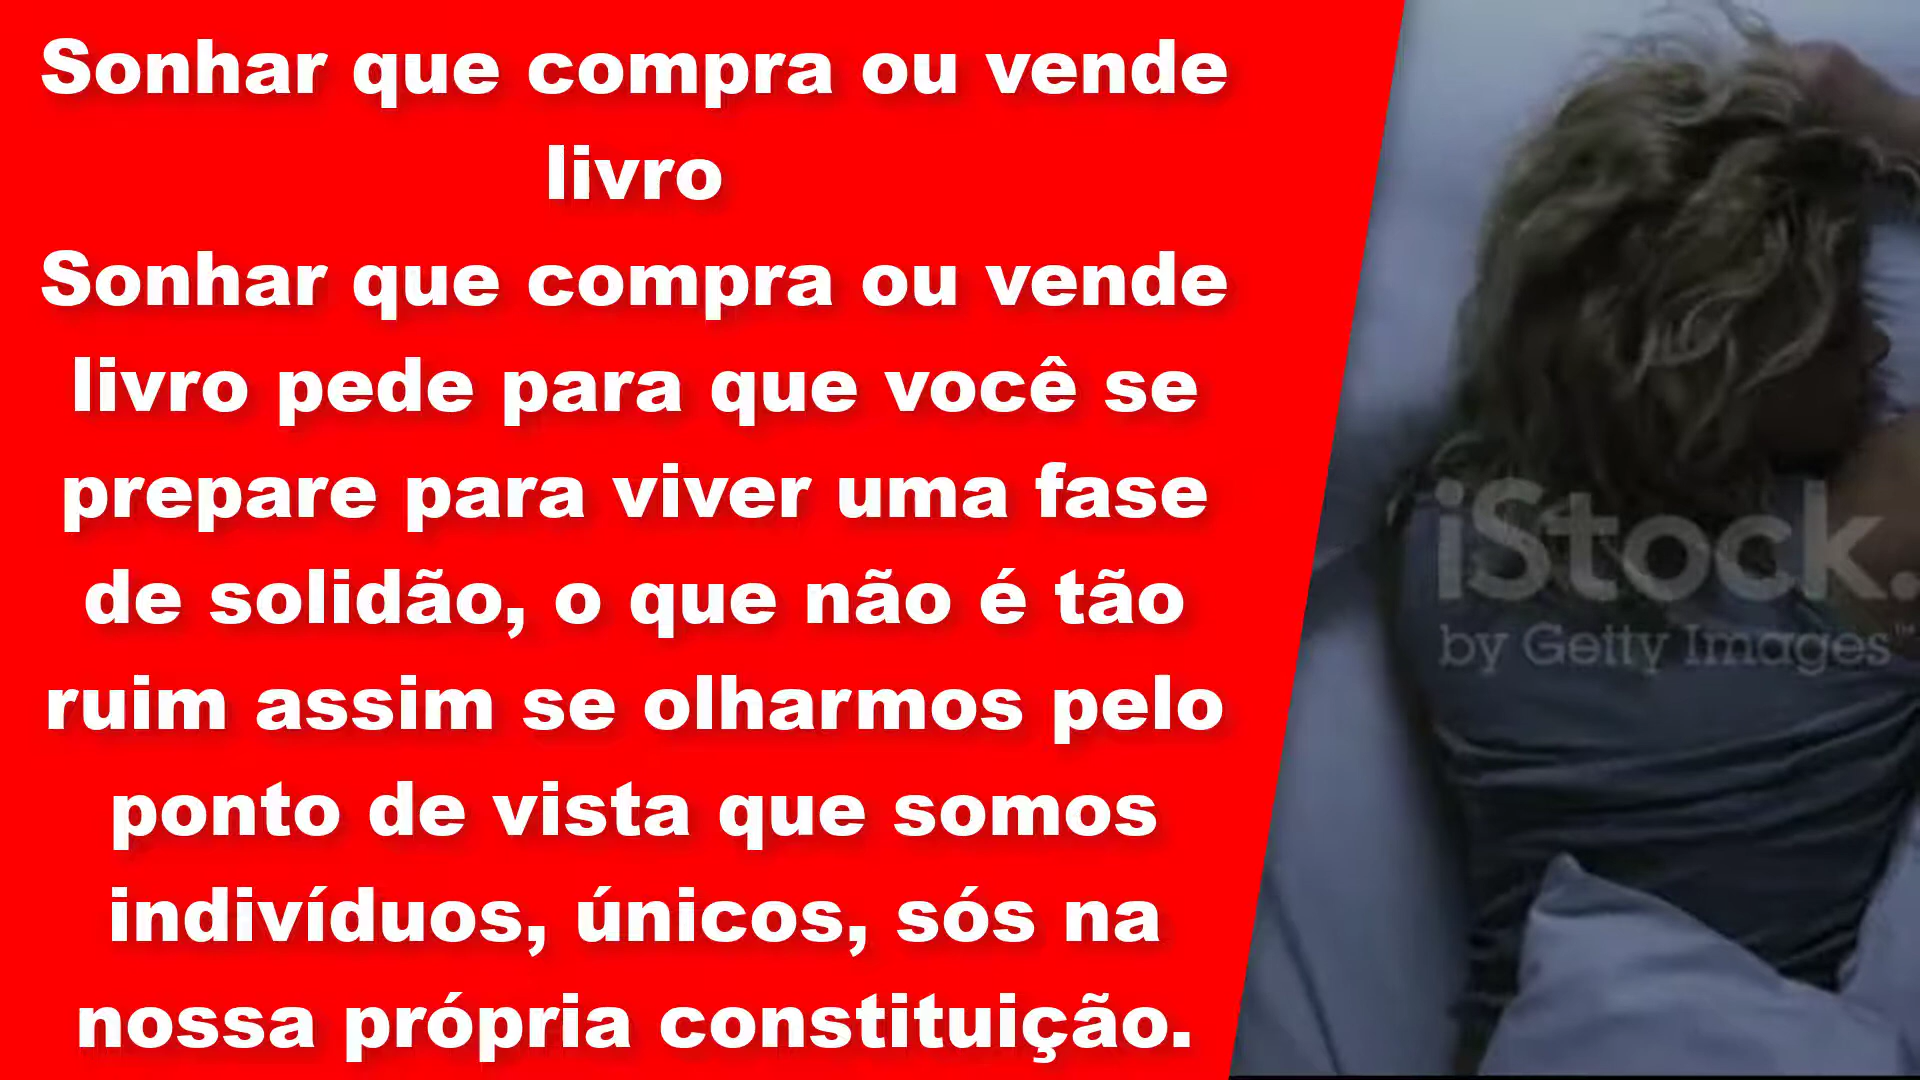 Sonhar que compra ou vende
livro
Sonhar que compra ou vende
livro pede para que você se
prepare para viver uma fase
de solidão, o que não é tão
ruim assim se olharmos pelo
ponto de vista que somos
indivíduos, únicos, sós na
nossa própria constituição.
iStock.
by Getty Images™